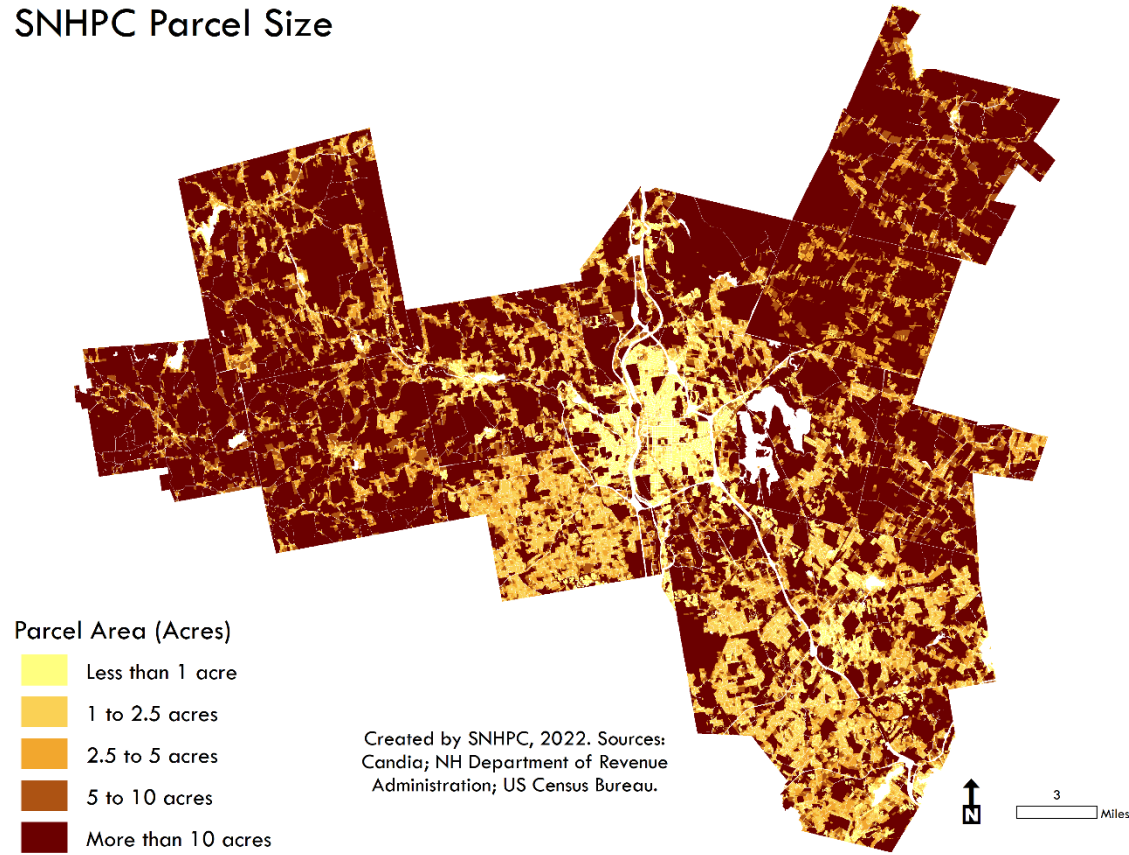 SNHPC Parcel Size
Parcel Area (Acres)
Less than 1 acre
1 to 2.5 acres
2.5 to 5 acres
5 to 10 acres
More than 10 acres
Created by SNHPC, 2022. Sources:
Candia; NH Department of Revenue
Administration; US Census Bureau.
N
3
Miles